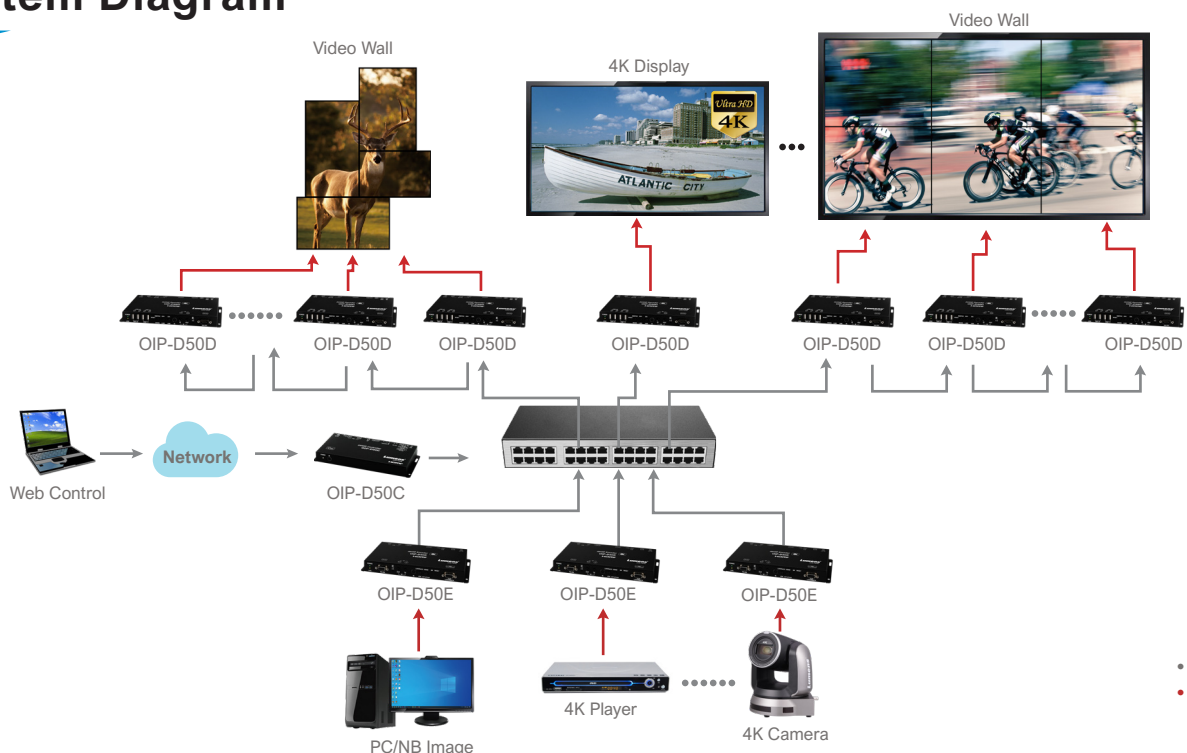 tem Diagram
Video Wall
4K Display
Video Wall
Ultra HD
4K
ATLANTIC CITY
OIP-D50D
OIP-D50D
OIP-D50D
OIP-D50D
OIP-D50D
OIP-D50D
OIP-D50D
Web Control
Network
OIP-D50C
OIP-D50E
OIP-D50E
OIP-D50E
PC/NB Image
4K Player
4K Camera